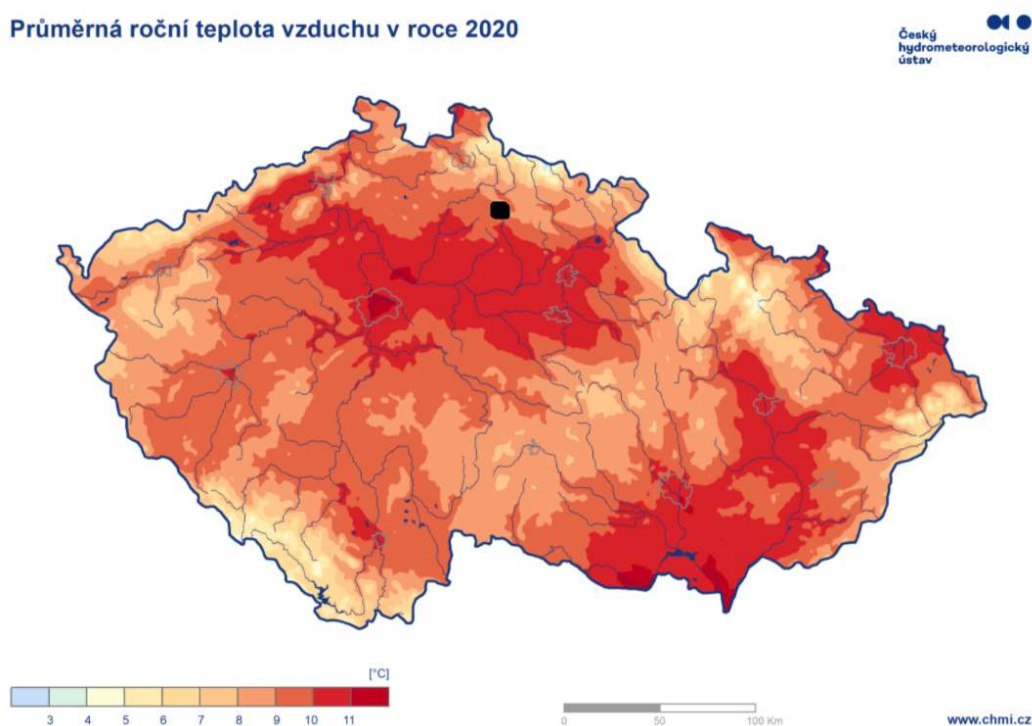 Průměrná roční teplota vzduchu v roce 2020
Český
hydrometeorologický
ústav
[°C]
3 4 5 6 7 8 9 10 11
0 50 100 Km
www.chmi.cz